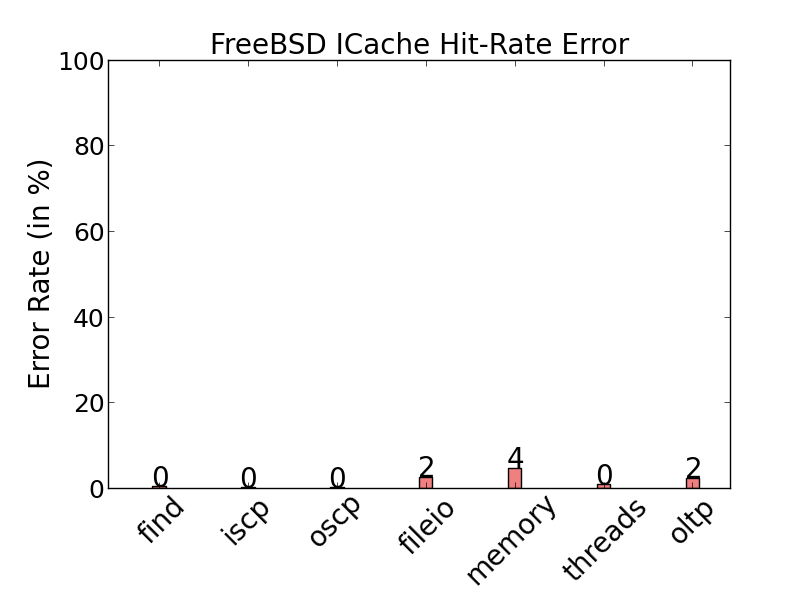 FreeBSD ICache Hit-Rate Error
Error Rate (in %)
100
80
60
40
20
0
0 0 0 2 4 0 2
find iscp oscp fileio memory threads oltp